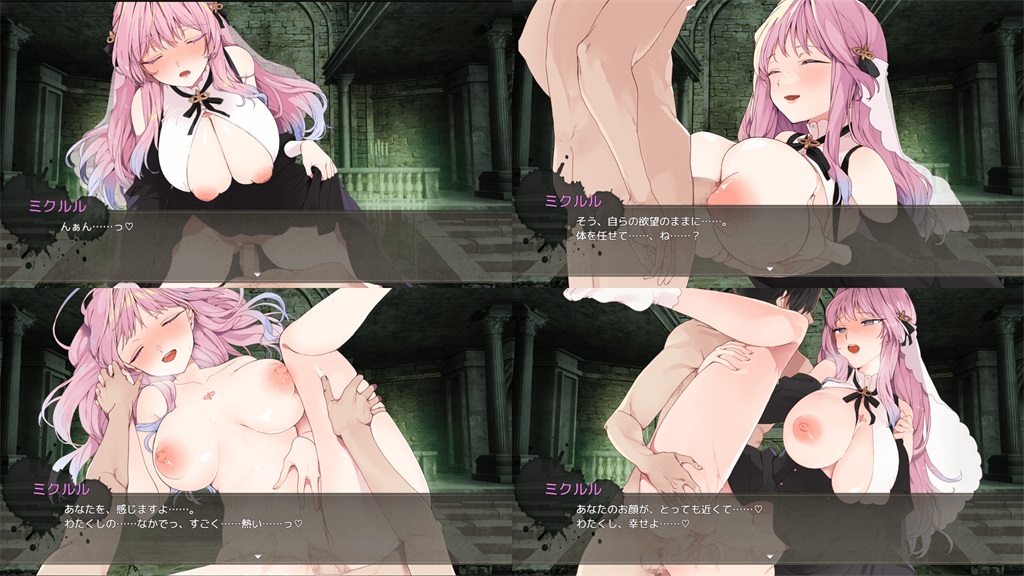 ミクルル
んぁん……っ♡
ミクルル
そう、自らの欲望のままに……。
体を任せて……、ね……？
ミクルル
あなたを、感じますよ……。
わたくしの……なかでっ、すごく……熱い……っ♡
ミクルル
あなたのお顔が、とっても近くて……♡
わたくし、幸せよ……♡